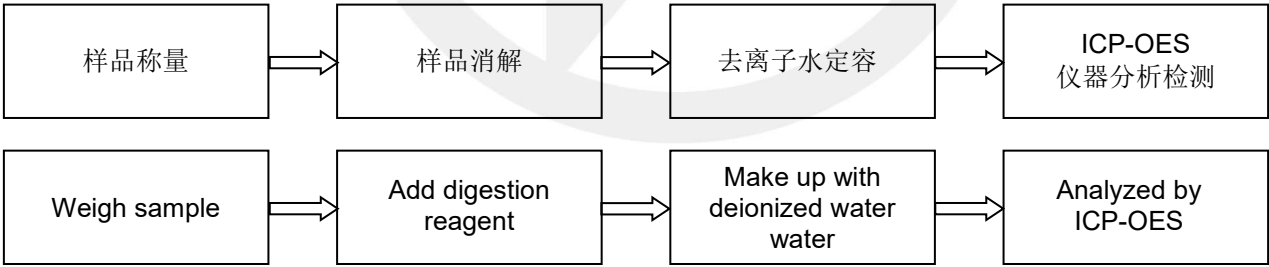 样品称量
样品消解
去离子水定容
ICP-OES
仪器分析检测
Weigh sample
Add digestion
reagent
Make up with
deionized water
water
Analyzed by
ICP-OES